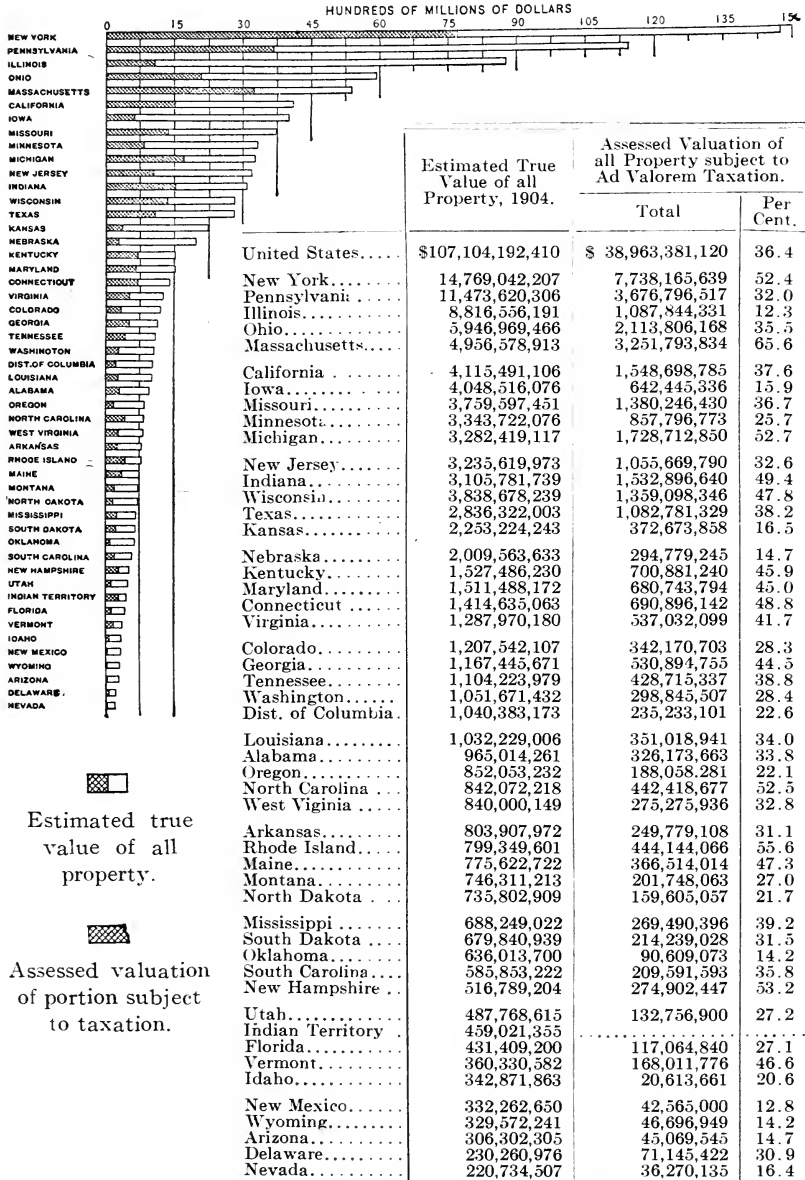 HUNDREDS OF MILLIONS OF DOLLARS
0 15 30 45 60 75 90 105 120 135 150
NEW YORK
PENNSYLVANIA
ILLINOIS
OHIO
MASSACHUSETTS
CALIFORNIA
IOWA
MISSOURI
MINNESOTA
MICHIGAN
NEW JERSEY
INDIANA
WISCONSIN
TEXAS
KANSAS
NEBRASKA
KENTUCKY
MARYLAND
CONNECTICUT
VIRGINIA
COLORADO
GEORGIA
TENNESSEE
WASHINGTON
DIST. OF COLUMBIA
LOUISIANA
ALABAMA
OREGON
NORTH CAROLINA
WEST VIRGINIA
ARKANSAS
RHODE ISLAND
MAINE
MONTANA
NORTH DAKOTA
MISSISSIPPI
SOUTH DAKOTA
OKLAHOMA
SOUTH CAROLINA
NEW HAMPSHIRE
UTAH
INDIAN TERRITORY
FLORIDA
VERMONT
IDAHO
NEW MEXICO
WYOMING
ARIZONA
DELAWARE.
NEVADA
Estimated true
value of all
property.
Assessed valuation
of portion subject
to taxation.
Estimated True
Value of all
Property, 1904.
Assessed Valuation of
all Property subject to
Ad Valorem Taxation.
Total
Per
Cent.
United States..... $107,104,192,410 $ 38,963,381,120 36.4
New York........ 14,769,042,207 7,738,165,639 52.4
Pennsylvania ..... 11,473,620,306 3,676,796,517 32.0
Illinois.......... 8,816,556,191 1,087,844,331 12.3
Ohio............ 5,946,969,466 2,113,806,168 35.5
Massachusetts..... 4,956,578,913 3,251,793,834 65.6
California ........ 4,115,491,106 1,548,698,785 37.6
Iowa............ 4,048,516,076 642,445,336 15.9
Missouri......... 3,759,597,451 1,380,246,430 36.7
Minnesota........ 3,343,722,076 857,796,773 25.7
Michigan......... 3,282,419,117 1,728,712,850 52.7
New Jersey....... 3,235,619,973 1,055,669,790 32.6
Indiana.......... 3,105,781,739 1,532,896,640 49.4
Wisconsin........ 3,838,678,239 1,359,098,346 47.8
Texas........... 2,836,322,003 1,082,781,329 38.2
Kansas.......... 2,253,224,243 372,673,858 16.5
Nebraska........ 2,009,563,633 294,779,245 14.7
Kentucky........ 1,527,486,230 700,881,240 45.9
Maryland........ 1,511,488,172 680,743,794 45.0
Connecticut ...... 1,414,635,063 690,896,142 48.8
Virginia......... 1,287,970,180 537,032,099 41.7
Colorado......... 1,207,542,107 342,170,703 28.3
Georgia.......... 1,167,445,671 530,894,755 44.5
Tennessee........ 1,104,223,979 428,715,337 38.8
Washington...... 1,051,671,432 298,845,507 28.4
Dist. of Columbia. 1,040,383,173 235,233,101 22.6
Louisiana......... 1,032,229,006 351,018,941 34.0
Alabama......... 965,014,261 326,173,663 33.8
Oregon.......... 852,053,232 188,058.281 22.1
North Carolina ... 842,072,218 442,418,677 52.5
West Viginia ..... 840,000,149 275,275,936 32.8
Arkansas......... 803,907,972 249,779,108 31.1
Rhode Island..... 799,349,601 444,144,066 55.6
Maine........... 775,622,722 366,514,014 47.3
Montana......... 746,311,213 201,748,063 27.0
North Dakota ... 735,802,909 159,605,057 21.7
Mississippi ....... 688,249,022 269,490,396 39.2
South Dakota .... 679,840,939 214,239,028 31.5
Oklahoma........ 636,013,700 90,609,073 14.2
South Carolina.... 585,853,222 209,591,593 35.8
New Hampshire .. 516,789,204 274,902,447 53.2
Utah............ 487,768,615 132,756,900 27.2
Indian Territory . 459,021,355 ............... ......
Florida.......... 431,409,200 117,064,840 27.1
Vermont......... 360,330,582 168,011,776 46.6
Idaho............ 342,871,863 20,613,661 20.6
New Mexico...... 332,262,650 42,565,000 12.8
Wyoming........ 329,572,241 46,696,949 14.2
Arizona.......... 306,302,305 45,069,545 14.7
Delaware......... 230,260,976 71,145,422 30.9
Nevada.......... 220,734,507 36,270,135 16.4